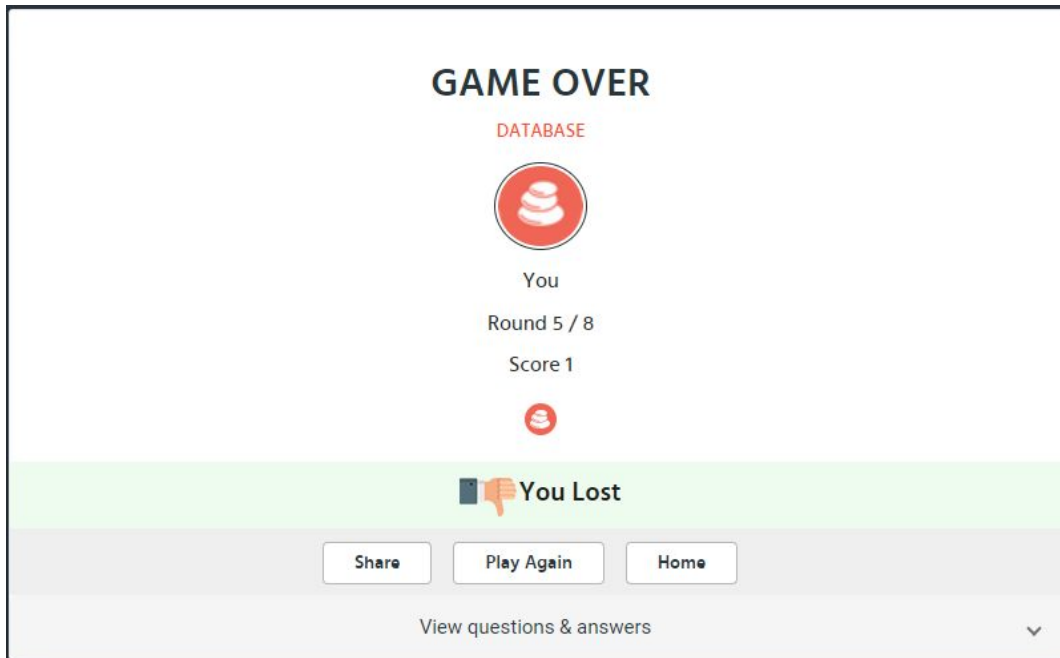 GAME OVER
DATABASE
You
Round 5 / 8
Score 1
You Lost
Share Play Again Home
View questions & answers